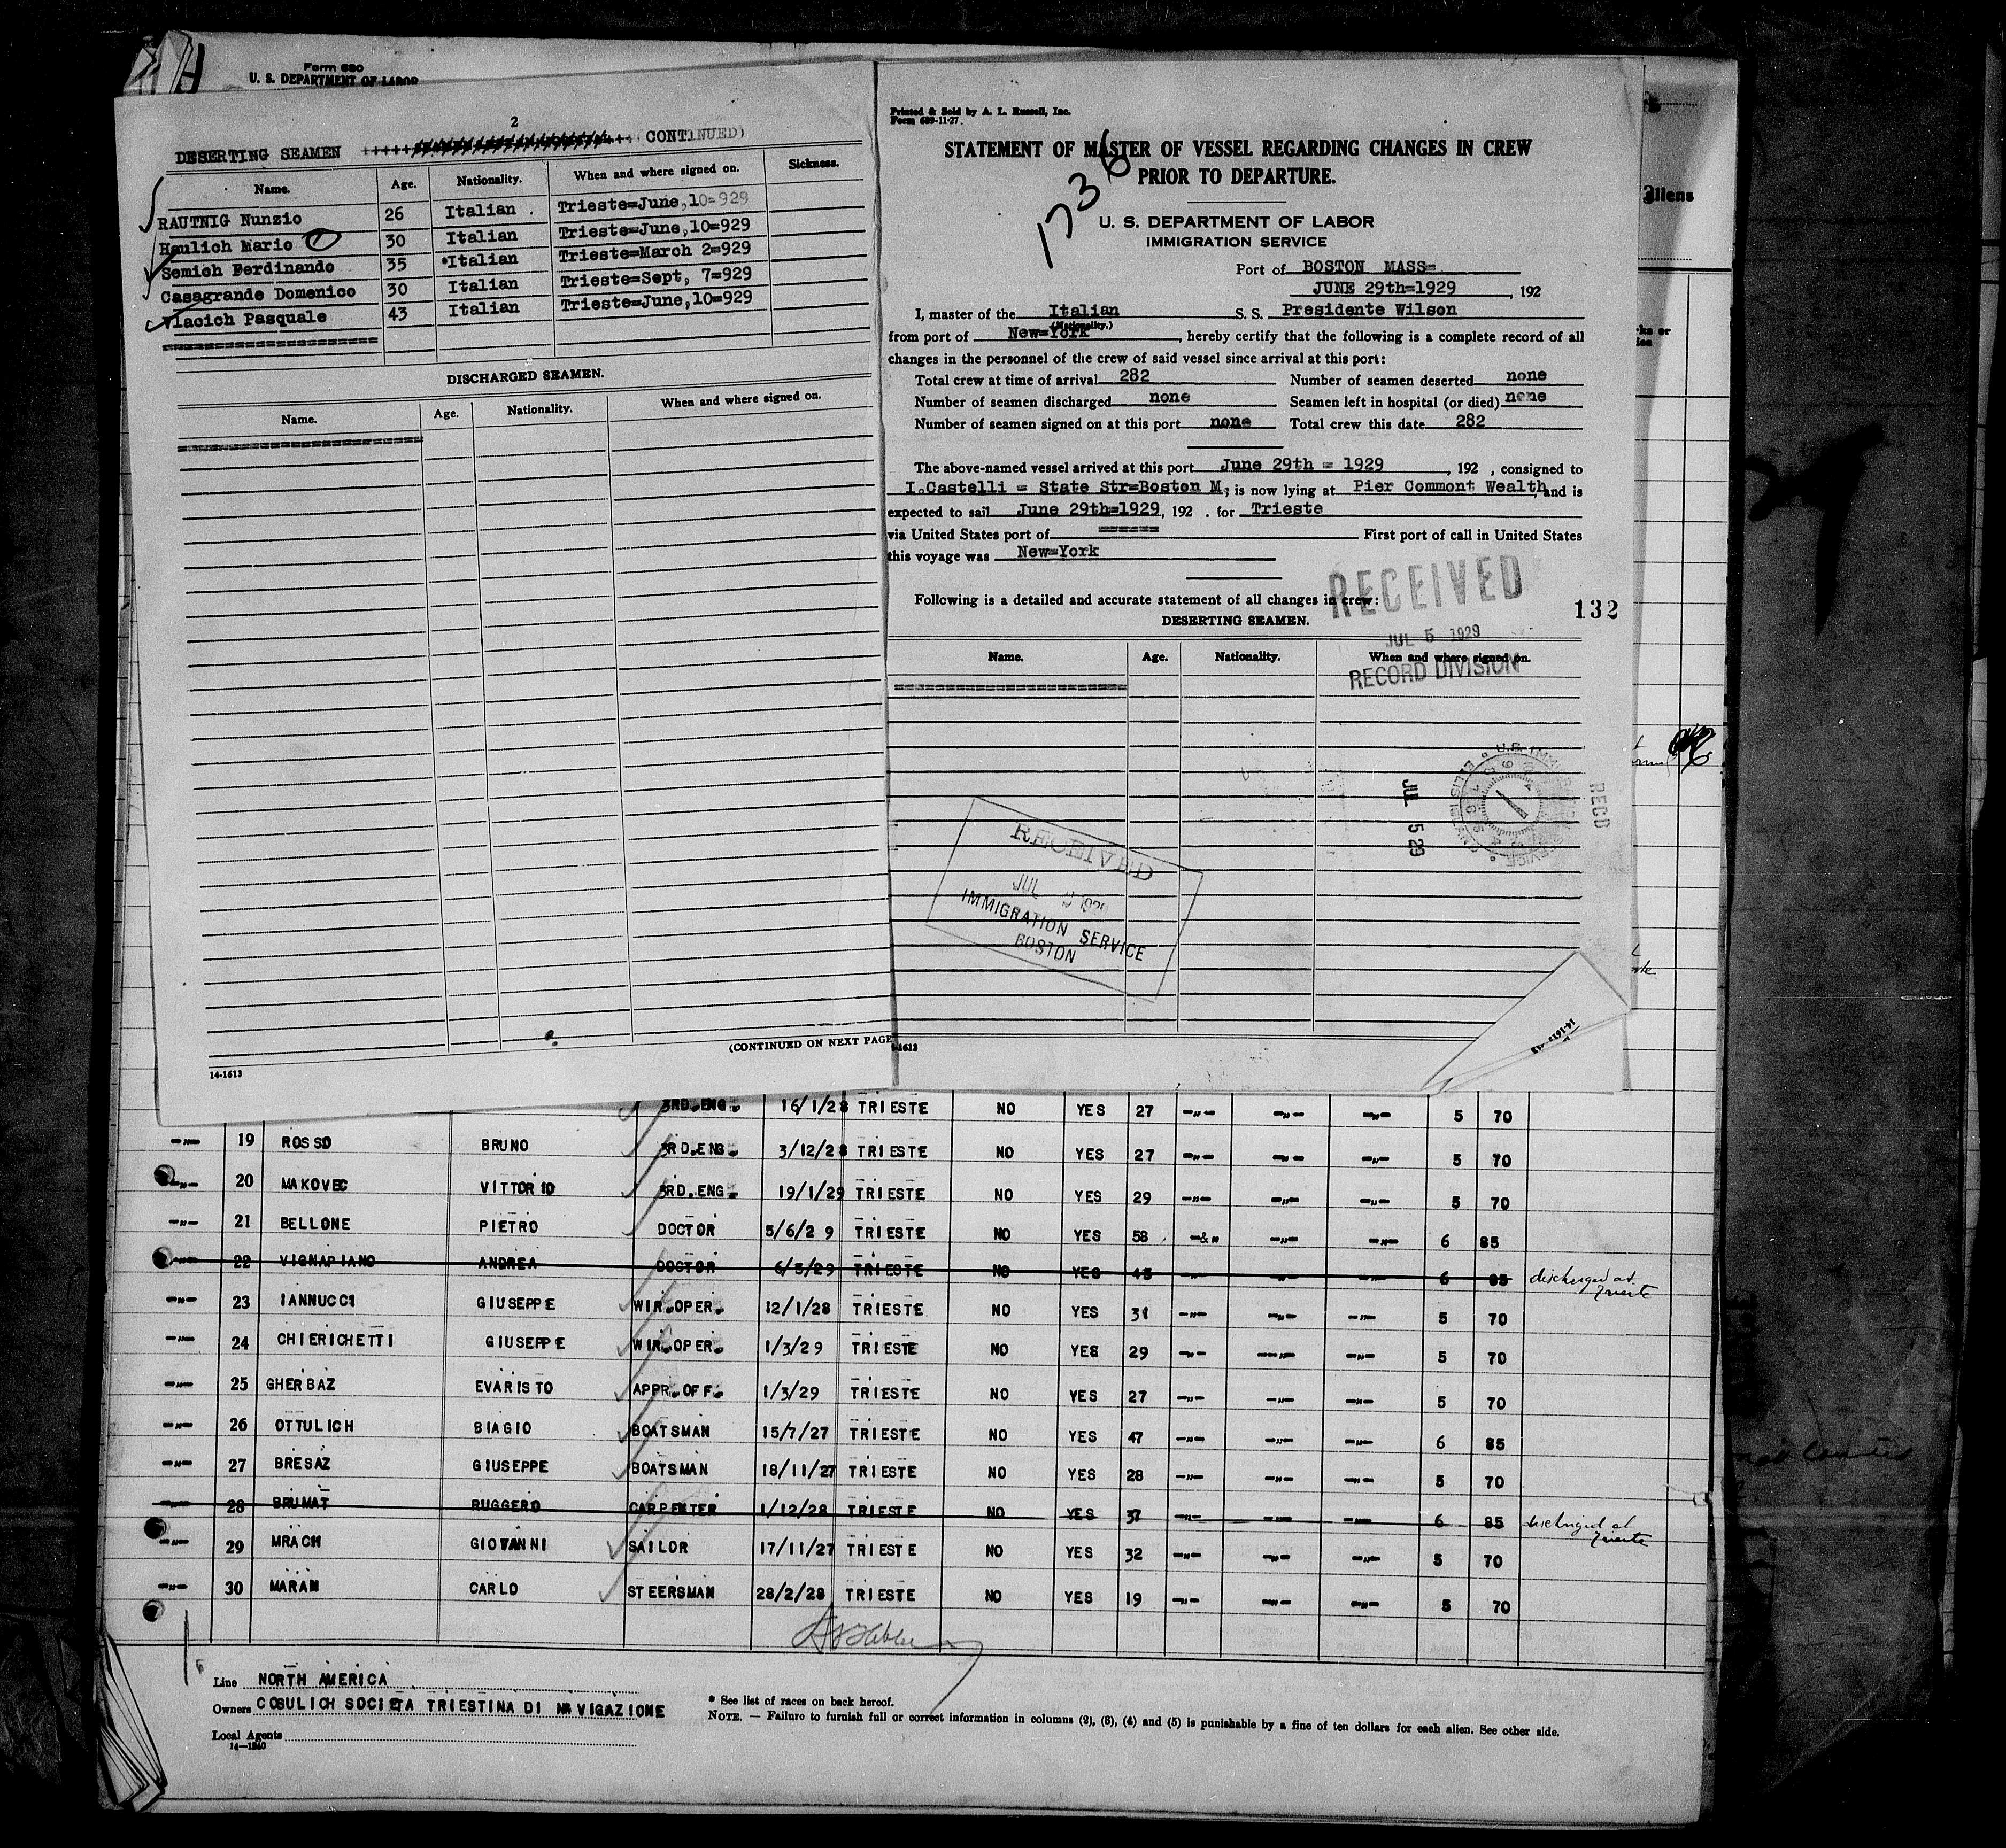 Form 680
U. S. DEPARTMENT OF LABOR
2
DESERTING SEAMEN CONTINUED)
Name. Age. Nationality. When and where signed on. Sickness.
RAUTNIG Nunzio 26 Italian . Trieste=June,10=929
Haulich Mario 30 Italian Trieste=June,10=929
Semich Ferdinando 35 Italian Trieste=March 2=929
Casagrande Domenico 30 Italian Trieste=Sept, 7=929
Vlacich Pasquale 43 Italian Trieste=June,10=929
DISCHARGED SEAMEN.
Name. Age. Nationality. When and where signed on.
(CONTINUED ON NEXT PAGE
14-1613
Printed & Sold by A. L. Russell, Inc.
Form 689-11-27.
1736
STATEMENT OF MASTER OF VESSEL REGARDING CHANGES IN CREW
PRIOR TO DEPARTURE.
U. S. DEPARTMENT OF LABOR
IMMIGRATION SERVICE
Port of BOSTON MASS=
JUNE 29th=1929 , 192
I, master of the Italian S. S. Presidente Wilson
(Nationality.)
from port of New=York , hereby certify that the following is a complete record of all
changes in the personnel of the crew of said vessel since arrival at this port:
Total crew at time of arrival 282 Number of seamen deserted none
Number of seamen discharged none Seamen left in hospital (or died) none
Number of seamen signed on at this port none Total crew this date 282
The above-named vessel arrived at this port June 29th = 1929 , 192 , consigned to
I.Castelli = State Str=Boston M, is now lying at Pier Commont Wealth, and is
expected to sail June 29th=1929, 192 . for Trieste
via United States port of ====== First port of call in United States
this voyage was New=York
Following is a detailed and accurate statement of all changes in crew:
DESERTING SEAMEN.
RECEIVED
JUL 5 1929
RECORD DIVISION
132
Name. Age. Nationality. When and where signed on.
JUL 5 29
RECD
RECEIVED
JUL 1929
IMMIGRATION SERVICE
BOSTON
-1613
14-1613
aliens
3RD.ENG. 16/1/28 TRIESTE NO YES 27 -"- -"- -"- 5 70
-"- 19 ROSSO BRUNO 3RD.ENG. 3/12/28 TRIESTE NO YES 27 -"- -"- -"- 5 70
-"- 20 MAKOVEC VITTORIO 3RD.ENG. 19/1/29 TRIESTE NO YES 29 -"- -"- -"- 5 70
-"- 21 BELLONE PIETRO DOCTOR 5/6/29 TRIESTE NO YES 58 -&" -"- -"- 6 85
-"- 22 VIGNAPIANO ANDREA DOCTOR 6/5/29 TRIESTE NO YES 45 -"- -"- -"- 6 85 discharged at Trieste
-"- 23 IANNUCCI GIUSEPPE WIR.OPER. 12/1/28 TRIESTE NO YES 31 -"- -"- -"- 5 70
-"- 24 CHIERICHETTI GIUSEPPE WIR.OPER. 1/3/29 TRIESTE NO YES 29 -"- -"- -"- 5 70
-"- 25 GHERBAZ EVARISTO APPR.OFF. 1/3/29 TRIESTE NO YES 27 -"- -"- -"- 5 70
-"- 26 OTTULICH BIAGIO BOATSMAN 15/7/27 TRIESTE NO YES 47 -"- -"- -"- 6 85
-"- 27 BRESAZ GIUSEPPE BOATSMAN 18/11/27 TRIESTE NO YES 28 -"- -"- -"- 5 70
-"- 28 BRUMAT RUGGERO CARPENTER 1/12/28 TRIESTE NO YES 37 -"- -"- -"- 6 85 discharged at Trieste
-"- 29 MRACH GIOVANNI SAILOR 17/11/27 TRIESTE NO YES 32 -"- -"- -"- 5 70
-"- 30 MARAN CARLO STEERSMAN 28/2/28 TRIESTE NO YES 19 -"- -"- -"- 5 70
Line NORTH AMERICA
Owners COSULICH SOCIETA TRIESTINA DI NAVIGAZIONE
Local Agents
14-1240
* See list of races on back hereof.
NOTE. — Failure to furnish full or correct information in columns (2), (3), (4) and (5) is punishable by a fine of ten dollars for each alien. See other side.